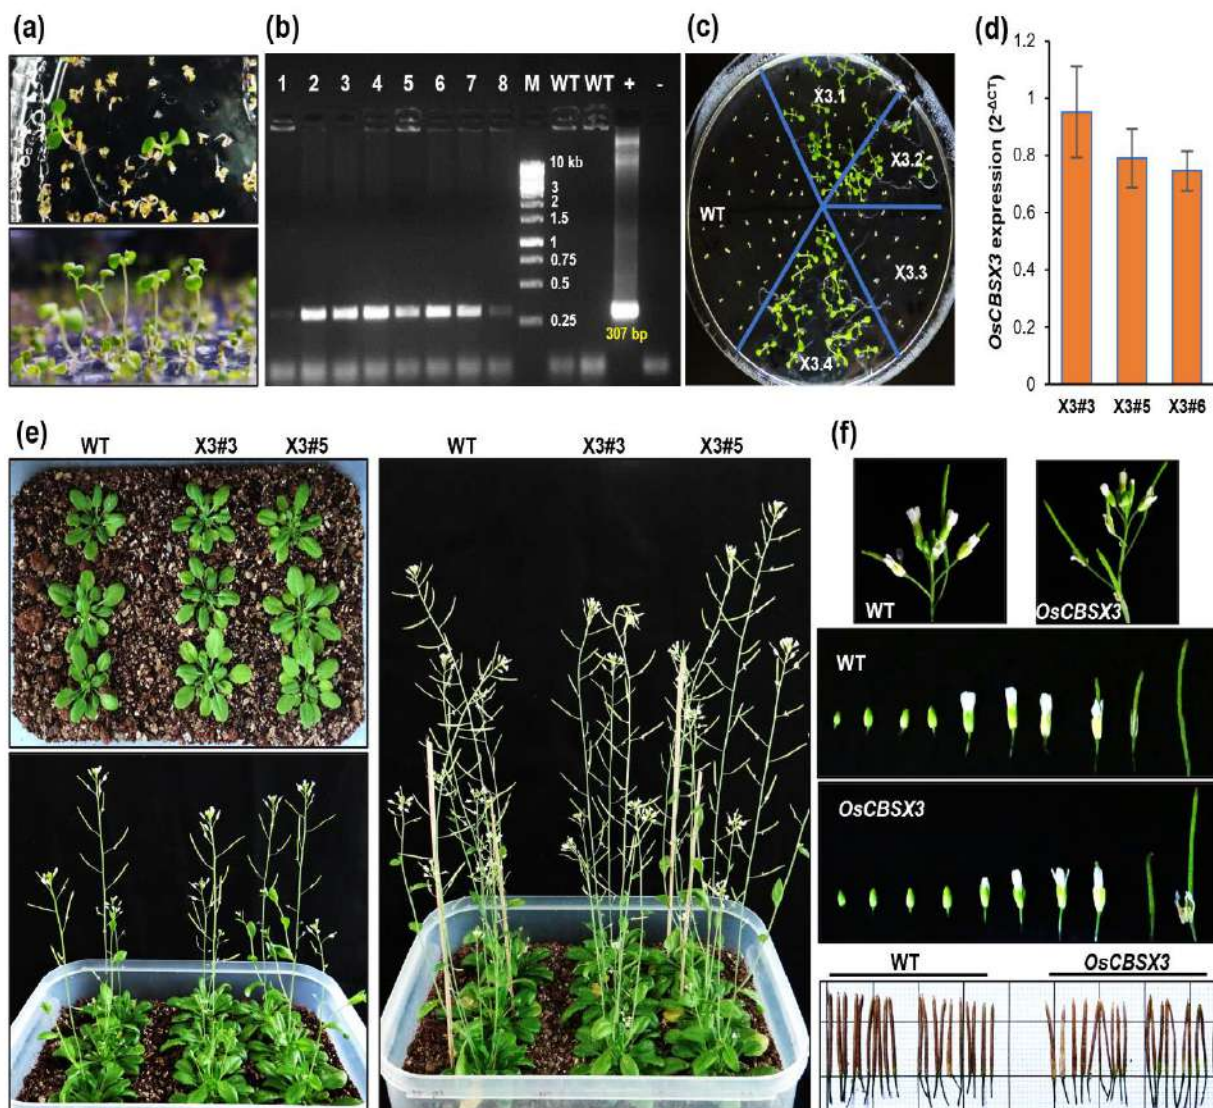 (a)
(b)
1 2 3 4 5 6 7 8 M WT WT + -
10 kb
3
2
1.5
1
0.75
0.5
0.25
307 bp
(c)
X3.1
X3.2
WT
X3.3
X3.4
(d)
OsCBSX3 expression (2-ΔCT)
1.2
1
0.8
0.6
0.4
0.2
0
X3#3 X3#5 X3#6
(e)
WT X3#3 X3#5
WT X3#3 X3#5
(f)
WT
OsCBSX3
WT
OsCBSX3
WT OsCBSX3